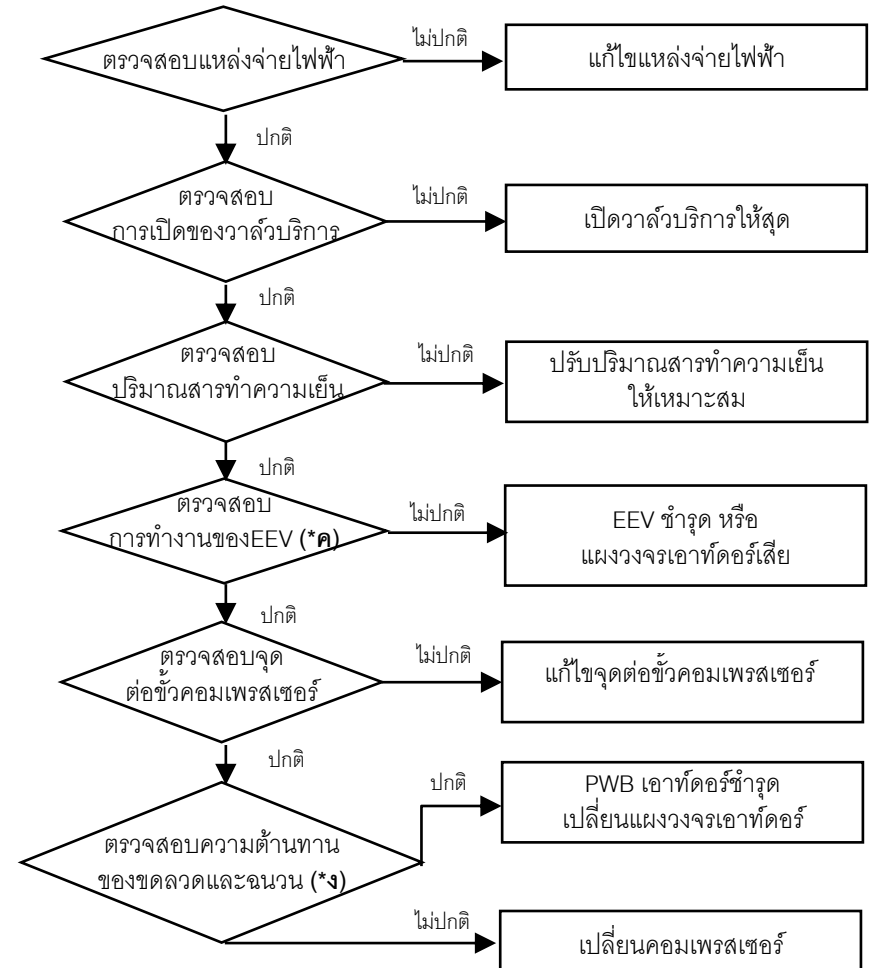 ตรวจสอบแหล่งจ่ายไฟฟ้า
ไม่ปกติ
แก้ไขแหล่งจ่ายไฟฟ้า
ปกติ
ตรวจสอบ
การเปิดของวาล์วบริการ
ไม่ปกติ
เปิดวาล์วบริการให้สุด
ปกติ
ตรวจสอบ
ปริมาณสารทำความเย็น
ไม่ปกติ
ปรับปริมาณสารทำความเย็น
ให้เหมาะสม
ปกติ
ตรวจสอบ
การทำงานของEEV (*ค)
ไม่ปกติ
EEV ชำรุด หรือ
แผงวงจรเอาท์ดอร์เสีย
ปกติ
ตรวจสอบจุด
ต่อขั้วคอมเพรสเซอร์
ไม่ปกติ
แก้ไขจุดต่อขั้วคอมเพรสเซอร์
ปกติ
ตรวจสอบความต้านทาน
ของขดลวดและฉนวน (*ง)
ปกติ
PWB เอาท์ดอร์ชำรุด
เปลี่ยนแผงวงจรเอาท์ดอร์
ไม่ปกติ
เปลี่ยนคอมเพรสเซอร์